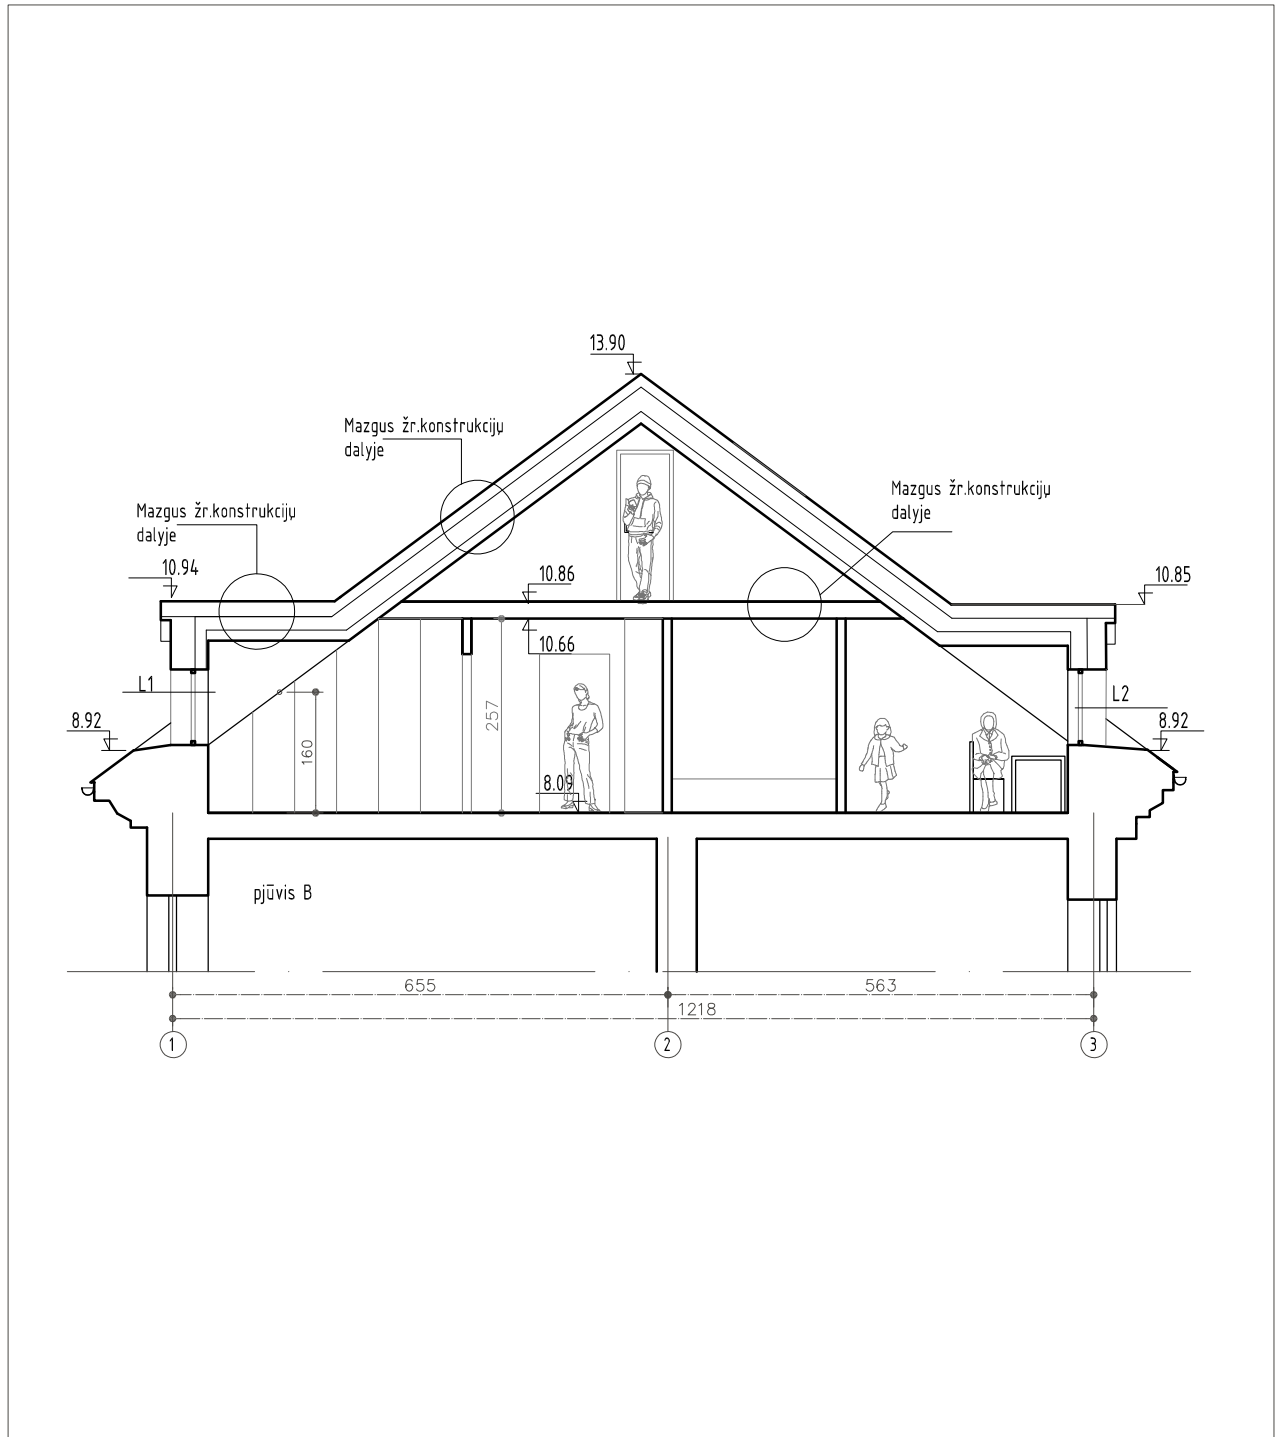 13.90
Mazgus žr.konstrukcijų
dalyje
Mazgus žr.konstrukcijų
dalyje
Mazgus žr.konstrukcijų
dalyje
10.94
10.86
10.85
10.66
L1
L2
8.92
257
8.92
160
8.09
pjūvis B
655
563
1218
1
2
3